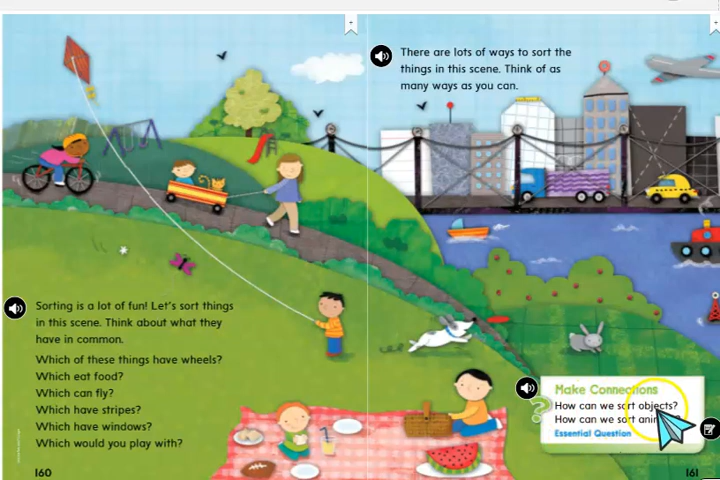 There are lots of ways to sort the
things in this scene. Think of as
many ways as you can.
Sorting is a lot of fun! Let's sort things
in this scene. Think about what they
have in common.
Which of these things have wheels?
Which eat food?
Which can fly?
Which have stripes?
Which have windows?
Which would you play with?
Make Connections
?
How can we sort objects?
How can we sort
Essential Question
160
161